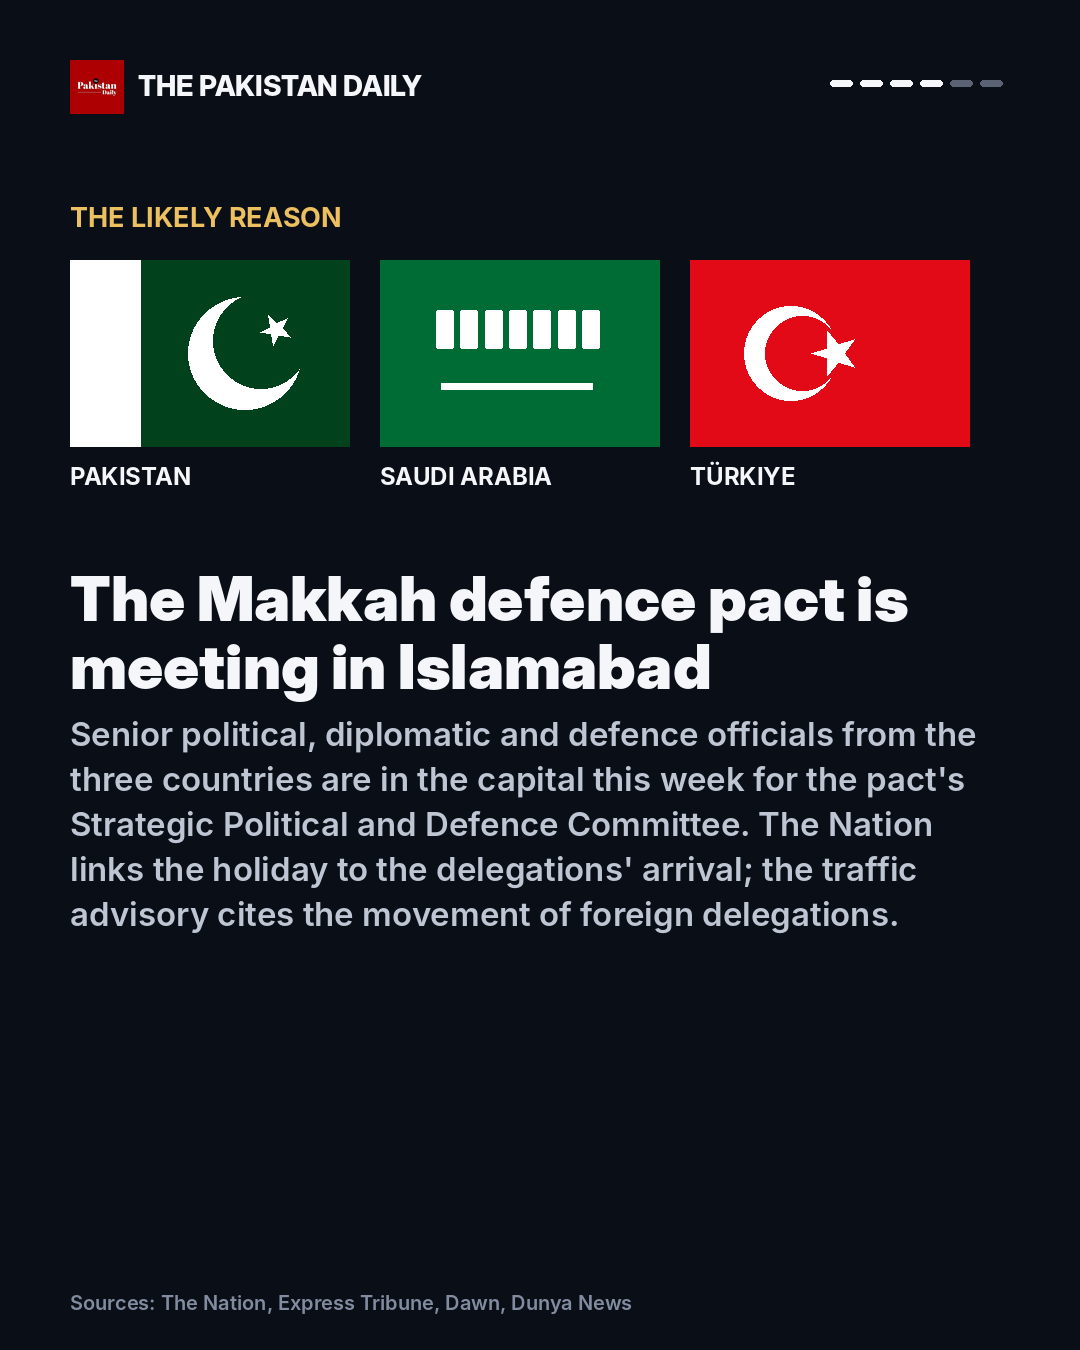 Pakistan
Daily
THE PAKISTAN DAILY
THE LIKELY REASON
PAKISTAN
SAUDI ARABIA
TÜRKIYE
The Makkah defence pact is
meeting in Islamabad
Senior political, diplomatic and defence officials from the
three countries are in the capital this week for the pact's
Strategic Political and Defence Committee. The Nation
links the holiday to the delegations' arrival; the traffic
advisory cites the movement of foreign delegations.
Sources: The Nation, Express Tribune, Dawn, Dunya News